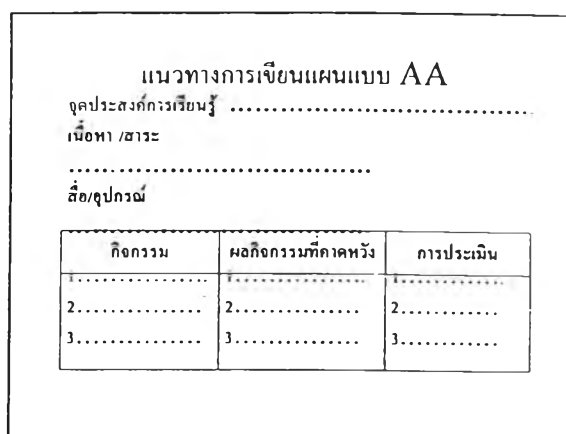 แนวทางการเขียนแผนแบบ AA
จุดประสงค์การเรียนรู้ ....................................
เนื้อหา /สาระ
....................................
สื่อ/อุปกรณ์
....................................
กิจกรรม ผลกิจกรรมที่คาดหวัง การประเมิน
1................ 1............... 1.............
2................ 2............... 2............
3................ 3............... 3............